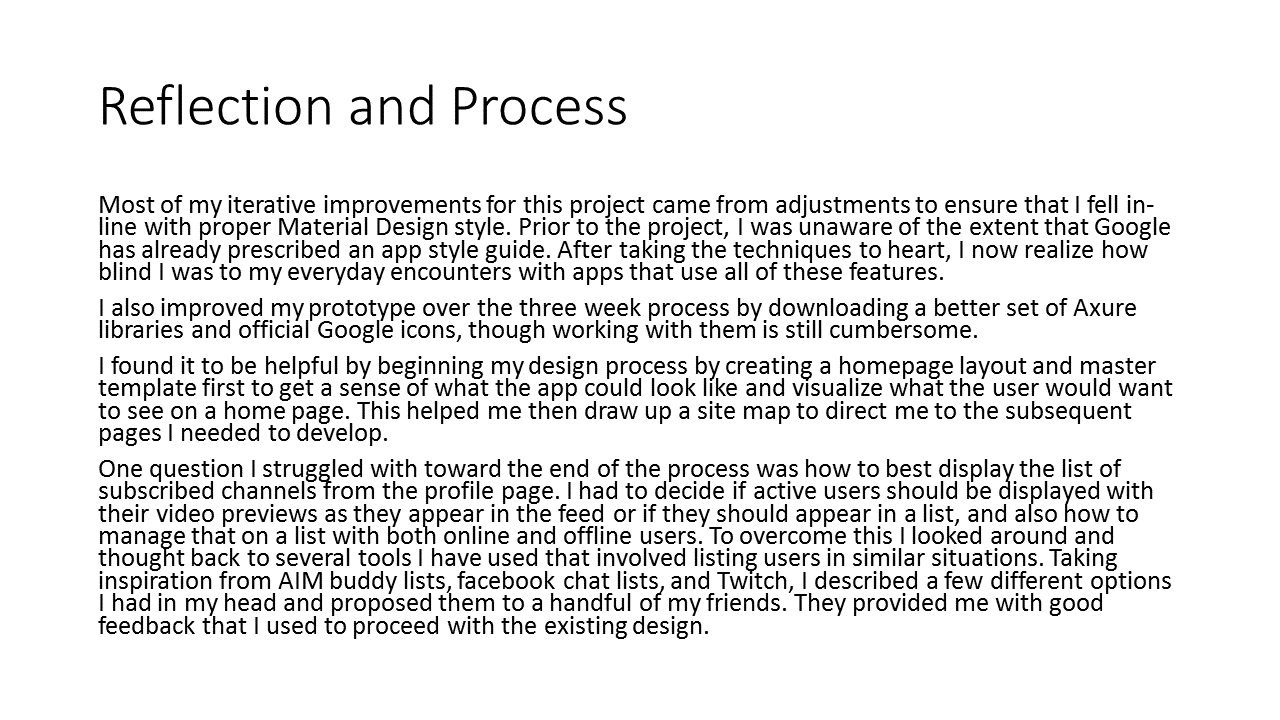 Reflection and Process
Most of my iterative improvements for this project came from adjustments to ensure that I fell in-
line with proper Material Design style. Prior to the project, I was unaware of the extent that Google
has already prescribed an app style guide. After taking the techniques to heart, I now realize how
blind I was to my everyday encounters with apps that use all of these features.
I also improved my prototype over the three week process by downloading a better set of Axure
libraries and official Google icons, though working with them is still cumbersome.
I found it to be helpful by beginning my design process by creating a homepage layout and master
template first to get a sense of what the app could look like and visualize what the user would want
to see on a home page. This helped me then draw up a site map to direct me to the subsequent
pages I needed to develop.
One question I struggled with toward the end of the process was how to best display the list of
subscribed channels from the profile page. I had to decide if active users should be displayed with
their video previews as they appear in the feed or if they should appear in a list, and also how to
manage that on a list with both online and offline users. To overcome this I looked around and
thought back to several tools I have used that involved listing users in similar situations. Taking
inspiration from AIM buddy lists, facebook chat lists, and Twitch, I described a few different options
I had in my head and proposed them to a handful of my friends. They provided me with good
feedback that I used to proceed with the existing design.